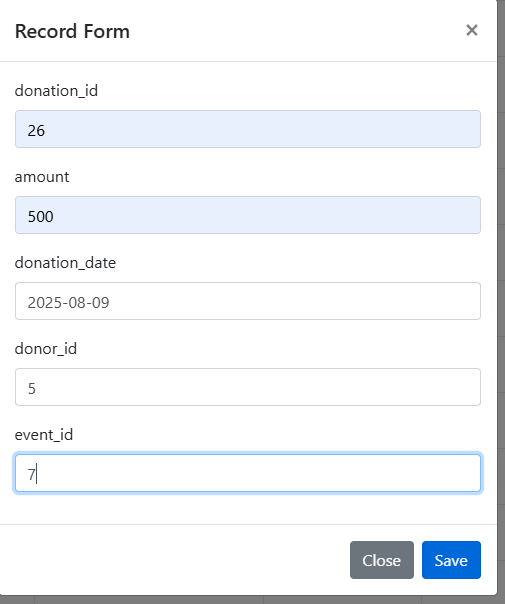 Record Form ×
donation_id
26
amount
500
donation_date
2025-08-09
donor_id
5
event_id
7
Close Save